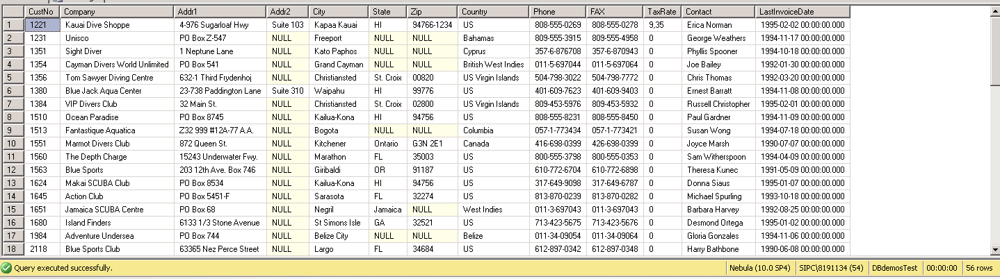 CustNo Company Addr1 Addr2 City State Zip Country Phone FAX TaxRate Contact LastInvoiceDate
1 1221 Kauai Dive Shoppe 4-976 Sugarloaf Hwy Suite 103 Kapaa Kauai HI 94766-1234 US 808-555-0269 808-555-0278 9,35 Erica Norman 1995-02-02 00:00:00.000
2 1231 Unisco PO Box Z-547 NULL Freeport NULL NULL Bahamas 809-555-3915 809-555-4958 0 George Weathers 1994-11-17 00:00:00.000
3 1351 Sight Diver 1 Neptune Lane NULL Kato Paphos NULL NULL Cyprus 357-6-876708 357-6-870943 0 Phyllis Spooner 1994-10-18 00:00:00.000
4 1354 Cayman Divers World Unlimited PO Box 541 NULL Grand Cayman NULL NULL British West Indies 011-5-697044 011-5-697064 0 Joe Bailey 1992-01-30 00:00:00.000
5 1356 Tom Sawyer Diving Centre 632-1 Third Frydenhoj NULL Christiansted St. Croix 00820 US Virgin Islands 504-798-3022 504-798-7772 0 Chris Thomas 1992-03-20 00:00:00.000
6 1380 Blue Jack Aqua Center 23-738 Paddington Lane Suite 310 Waipahu HI 99776 US 401-609-7623 401-609-9403 0 Ernest Barratt 1994-11-08 00:00:00.000
7 1384 VIP Divers Club 32 Main St. NULL Christiansted St. Croix 02800 US Virgin Islands 809-453-5976 809-453-5932 0 Russell Christopher 1995-02-01 00:00:00.000
8 1510 Ocean Paradise PO Box 8745 NULL Kailua-Kona HI 94756 US 808-555-8231 808-555-8450 0 Paul Gardner 1994-11-09 00:00:00.000
9 1513 Fantastique Aquatica Z32 999 #12A-77 A.A. NULL Bogota NULL NULL Columbia 057-1-773434 057-1-773421 0 Susan Wong 1994-07-18 00:00:00.000
10 1551 Marmot Divers Club 872 Queen St. NULL Kitchener Ontario G3N 2E1 Canada 416-698-0399 426-698-0399 0 Joyce Marsh 1990-07-07 00:00:00.000
11 1560 The Depth Charge 15243 Underwater Fwy. NULL Marathon FL 35003 US 800-555-3798 800-555-0353 0 Sam Witherspoon 1994-04-09 00:00:00.000
12 1563 Blue Sports 203 12th Ave. Box 746 NULL Giribaldi OR 91187 US 610-772-6704 610-772-6898 0 Theresa Kunec 1991-05-09 00:00:00.000
13 1624 Makai SCUBA Club PO Box 8534 NULL Kailua-Kona HI 94756 US 317-649-9098 317-649-6787 0 Donna Siaus 1995-01-07 00:00:00.000
14 1645 Action Club PO Box 5451-F NULL Sarasota FL 32274 US 813-870-0239 813-870-0282 0 Michael Spurling 1993-10-18 00:00:00.000
15 1651 Jamaica SCUBA Centre PO Box 68 NULL Negril Jamaica NULL West Indies 011-3-697043 011-3-697043 0 Barbara Harvey 1992-08-25 00:00:00.000
16 1680 Island Finders 6133 1/3 Stone Avenue NULL St Simons Isle GA 32521 US 713-423-5675 713-423-5676 0 Desmond Ortega 1995-01-02 00:00:00.000
17 1984 Adventure Undersea PO Box 744 NULL Belize City NULL NULL Belize 011-34-09054 011-34-09064 0 Gloria Gonzales 1994-11-06 00:00:00.000
18 2118 Blue Sports Club 63365 Nez Perce Street NULL Largo FL 34684 US 612-897-0342 612-897-0348 0 Harry Bathbone 1990-06-08 00:00:00.000
Query executed successfully. Nebula (10.0 SP4) SIPC\8191134 (54) DBdemosTest 00:00:00 56 rows